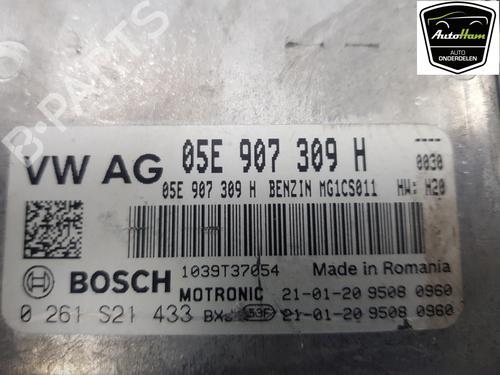 AutoHam
AUTO
ONDERDELEN
B-PARTS
VW AG 05E 907 309 H 0030
05E 907 309 H BENZIN MG1CS011 HW: H20
1039T37054 Made in Romania
BOSCH
MOTRONIC 21-01-20 9508 0960
0 261 S21 433 53F 21-01-20 9508 0960